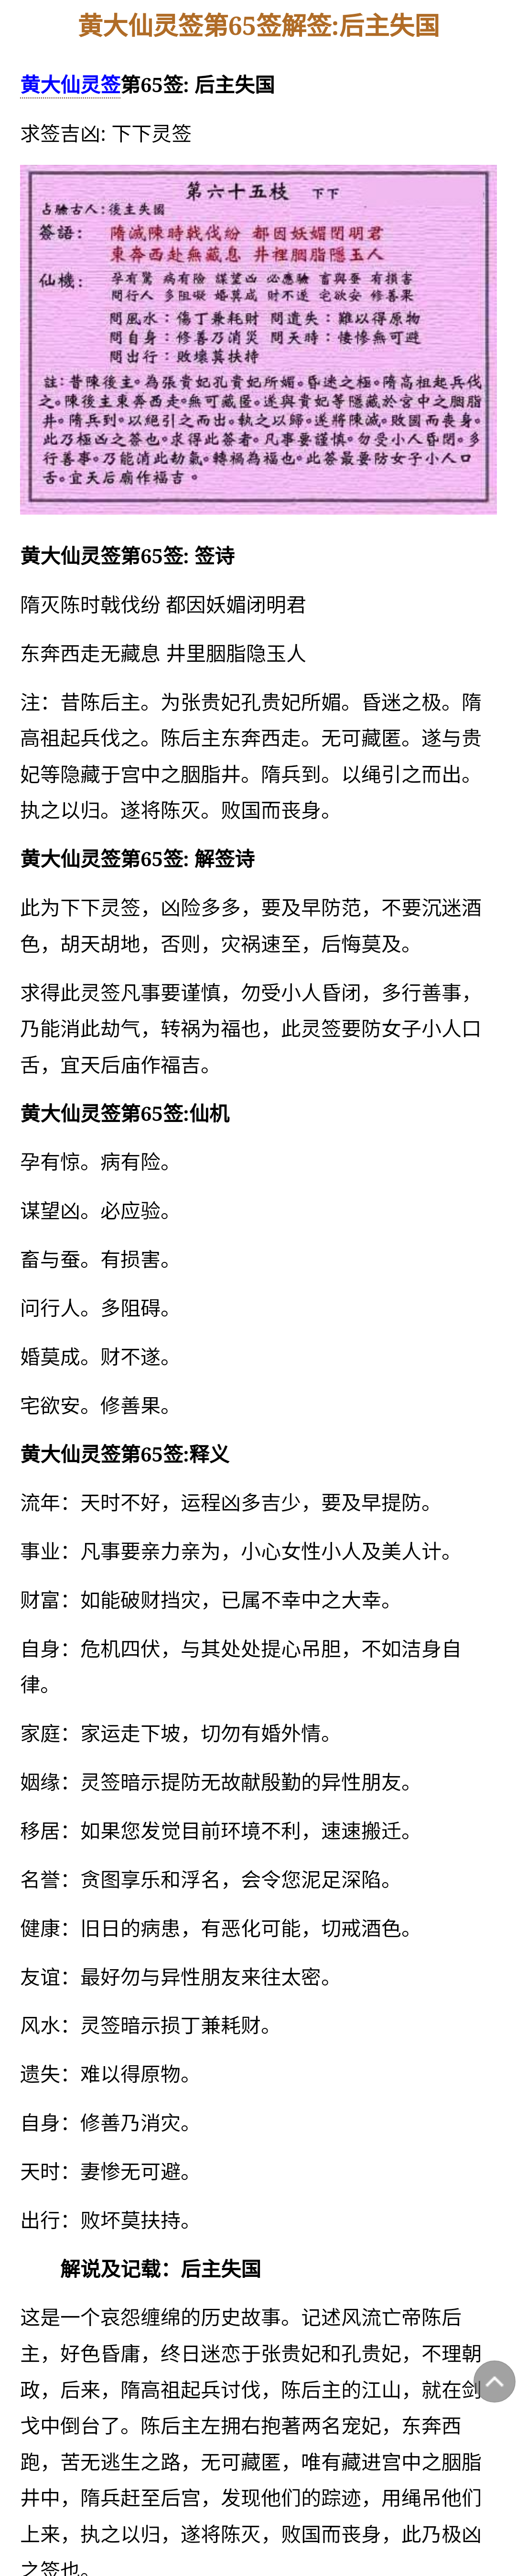 黄大仙灵签第65签解签:后主失国
黄大仙灵签第65签: 后主失国
求签吉凶: 下下灵签
第六十五枝 下下
占驗古人：後主失國
簽語： 隋滅陳時戟伐紛 都因妖媚閉明君
東奔西赴無藏息 井裡胭脂隱玉人
仙機： 孕有驚 病有險 謀望凶 必應驗 畜與蚕 有損害
問行人 多阻礙 婚莫成 財不遂 宅欲安 修善果
問風水：傷丁兼耗財 問遺失：難以得原物
問自身：修善乃消災 問天時：悽慘無可避
問出行：敗壞莫扶持
註：昔陳後主。為張貴妃孔貴妃所媚。昏迷之極。隋高祖起兵伐
之。陳後主東奔西走。無可藏匿。遂與貴妃等隱藏於宮中之胭脂
井。隋兵到。以繩引之而出。執之以歸。遂將陳滅。敗國而喪身。
此乃極凶之簽也。求得此簽者。凡事要謹慎。勿受小人昏閉。多
行善事。乃能消此劫氣。轉禍為福也。此簽最要防女子小人口
舌。宜天后廟作福吉。
黄大仙灵签第65签: 签诗
隋灭陈时戟伐纷 都因妖媚闭明君
东奔西走无藏息 井里胭脂隐玉人
注：昔陈后主。为张贵妃孔贵妃所媚。昏迷之极。隋
高祖起兵伐之。陈后主东奔西走。无可藏匿。遂与贵
妃等隐藏于宫中之胭脂井。隋兵到。以绳引之而出。
执之以归。遂将陈灭。败国而丧身。
黄大仙灵签第65签: 解签诗
此为下下灵签，凶险多多，要及早防范，不要沉迷酒
色，胡天胡地，否则，灾祸速至，后悔莫及。
求得此灵签凡事要谨慎，勿受小人昏闭，多行善事，
乃能消此劫气，转祸为福也，此灵签要防女子小人口
舌，宜天后庙作福吉。
黄大仙灵签第65签:仙机
孕有惊。病有险。
谋望凶。必应验。
畜与蚕。有损害。
问行人。多阻碍。
婚莫成。财不遂。
宅欲安。修善果。
黄大仙灵签第65签:释义
流年：天时不好，运程凶多吉少，要及早提防。
事业：凡事要亲力亲为，小心女性小人及美人计。
财富：如能破财挡灾，已属不幸中之大幸。
自身：危机四伏，与其处处提心吊胆，不如洁身自
律。
家庭：家运走下坡，切勿有婚外情。
姻缘：灵签暗示提防无故献殷勤的异性朋友。
移居：如果您发觉目前环境不利，速速搬迁。
名誉：贪图享乐和浮名，会令您泥足深陷。
健康：旧日的病患，有恶化可能，切戒酒色。
友谊：最好勿与异性朋友来往太密。
风水：灵签暗示损丁兼耗财。
遗失：难以得原物。
自身：修善乃消灾。
天时：妻惨无可避。
出行：败坏莫扶持。
解说及记载：后主失国
这是一个哀怨缠绵的历史故事。记述风流亡帝陈后
主，好色昏庸，终日迷恋于张贵妃和孔贵妃，不理朝
政，后来，隋高祖起兵讨伐，陈后主的江山，就在剑
戈中倒台了。陈后主左拥右抱著两名宠妃，东奔西
跑，苦无逃生之路，无可藏匿，唯有藏进宫中之胭脂
井中，隋兵赶至后宫，发现他们的踪迹，用绳吊他们
上来，执之以归，遂将陈灭，败国而丧身，此乃极凶
之签也。